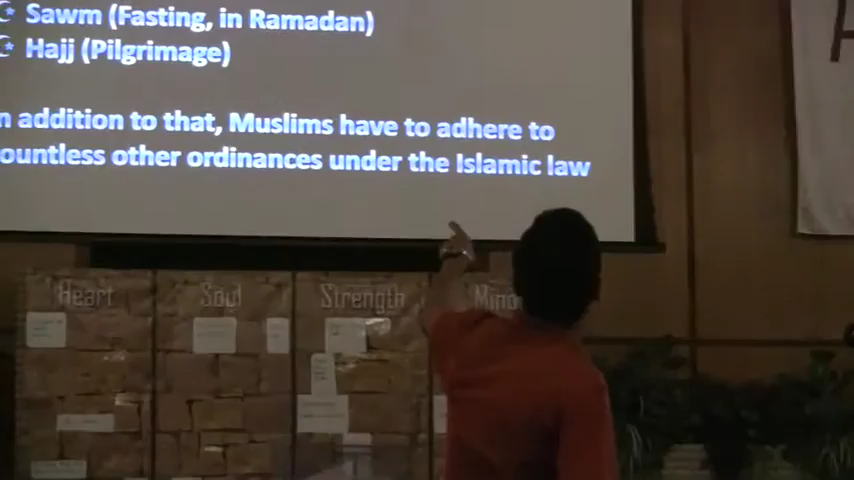 Sawm (Fasting, in Ramadan)
Hajj (Pilgrimage)
n addition to that, Muslims have to adhere to
ountless other ordinances under the Islamic law
Heart
Soul
Strength
Mind